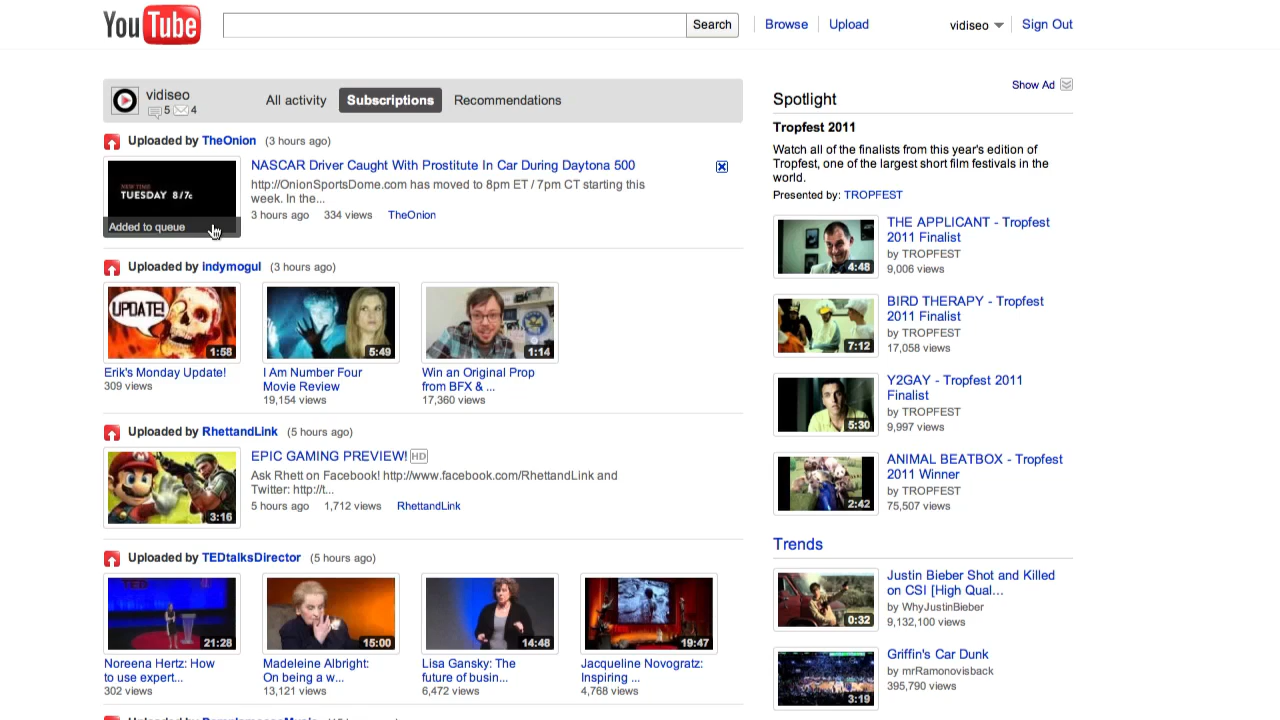 YouTube
Search
Browse
Upload
vidiseo
Sign Out
vidiseo
5 4
All activity
Subscriptions
Recommendations
Show Ad
Uploaded by TheOnion (3 hours ago)
NEW TIME
TUESDAY 8/7c
Added to queue
NASCAR Driver Caught With Prostitute In Car During Daytona 500
http://OnionSportsDome.com has moved to 8pm ET / 7pm CT starting this
week. In the...
3 hours ago 334 views TheOnion
Uploaded by indymogul (3 hours ago)
UPDATE!
1:58
5:49
1:14
Erik's Monday Update!
309 views
I Am Number Four
Movie Review
19,154 views
Win an Original Prop
from BFX & ...
17,360 views
Uploaded by RhettandLink (5 hours ago)
3:16
EPIC GAMING PREVIEW! HD
Ask Rhett on Facebook! http://www.facebook.com/RhettandLink and
Twitter: http://t...
5 hours ago 1,712 views RhettandLink
Uploaded by TEDtalksDirector (5 hours ago)
21:28
15:00
14:48
19:47
Noreena Hertz: How
to use expert...
302 views
Madeleine Albright:
On being a w...
13,121 views
Lisa Gansky: The
future of busin...
6,472 views
Jacqueline Novogratz:
Inspiring ...
4,768 views
Spotlight
Tropfest 2011
Watch all of the finalists from this year's edition of
Tropfest, one of the largest short film festivals in the
world.
Presented by: TROPFEST
4:48
THE APPLICANT - Tropfest
2011 Finalist
by TROPFEST
9,006 views
7:12
BIRD THERAPY - Tropfest
2011 Finalist
by TROPFEST
17,058 views
5:30
Y2GAY - Tropfest 2011
Finalist
by TROPFEST
9,997 views
2:42
ANIMAL BEATBOX - Tropfest
2011 Winner
by TROPFEST
75,507 views
Trends
0:32
Justin Bieber Shot and Killed
on CSI [High Qual...
by WhyJustinBieber
9,132,100 views
3:19
Griffin's Car Dunk
by mrRamonovisback
395,790 views